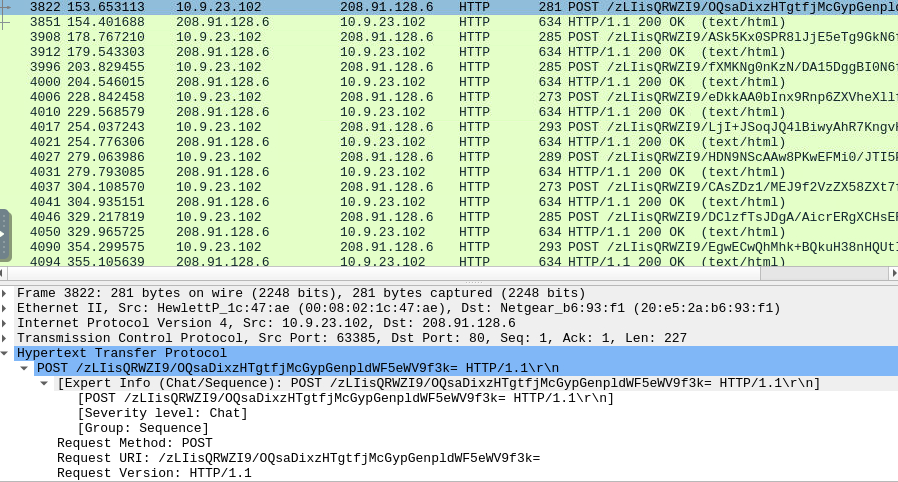 3822 153.653113 10.9.23.102 208.91.128.6 HTTP 281 POST /zLIisQRWZI9/OQsaDixzHTgtfjMcGypGenpld
3851 154.401688 208.91.128.6 10.9.23.102 HTTP 634 HTTP/1.1 200 OK (text/html)
3908 178.767210 10.9.23.102 208.91.128.6 HTTP 285 POST /zLIisQRWZI9/ASk5Kx0SPR8lJjE5eTg9GkN6
3912 179.543303 208.91.128.6 10.9.23.102 HTTP 634 HTTP/1.1 200 OK (text/html)
3996 203.829455 10.9.23.102 208.91.128.6 HTTP 285 POST /zLIisQRWZI9/fXMKNg0nKzN/DA15DggBI0N6
4000 204.546015 208.91.128.6 10.9.23.102 HTTP 634 HTTP/1.1 200 OK (text/html)
4006 228.842458 10.9.23.102 208.91.128.6 HTTP 273 POST /zLIisQRWZI9/eDkkAA0bInx9Rnp6ZXVheXll
4010 229.568579 208.91.128.6 10.9.23.102 HTTP 634 HTTP/1.1 200 OK (text/html)
4017 254.037243 10.9.23.102 208.91.128.6 HTTP 293 POST /zLIisQRWZI9/LjI+JSoqJQ4lBiwyAhR7Kngv
4021 254.776306 208.91.128.6 10.9.23.102 HTTP 634 HTTP/1.1 200 OK (text/html)
4027 279.063986 10.9.23.102 208.91.128.6 HTTP 289 POST /zLIisQRWZI9/HDN9NScAAw8PKwEFMi0/JTI5
4031 279.793085 208.91.128.6 10.9.23.102 HTTP 634 HTTP/1.1 200 OK (text/html)
4037 304.108570 10.9.23.102 208.91.128.6 HTTP 273 POST /zLIisQRWZI9/CAsZDz1/MEJ9f2VzZX58ZXt7
4041 304.935151 208.91.128.6 10.9.23.102 HTTP 634 HTTP/1.1 200 OK (text/html)
4046 329.217819 10.9.23.102 208.91.128.6 HTTP 285 POST /zLIisQRWZI9/DClzfTsJDgA/AicrERgXCHsE
4050 329.965725 208.91.128.6 10.9.23.102 HTTP 634 HTTP/1.1 200 OK (text/html)
4090 354.299575 10.9.23.102 208.91.128.6 HTTP 293 POST /zLIisQRWZI9/EgwECwQhMhk+BQkuH38nHQUt
4094 355.105639 208.91.128.6 10.9.23.102 HTTP 634 HTTP/1.1 200 OK (text/html)
Frame 3822: 281 bytes on wire (2248 bits), 281 bytes captured (2248 bits)
Ethernet II, Src: HewlettP_1c:47:ae (00:08:02:1c:47:ae), Dst: Netgear_b6:93:f1 (20:e5:2a:b6:93:f1)
Internet Protocol Version 4, Src: 10.9.23.102, Dst: 208.91.128.6
Transmission Control Protocol, Src Port: 63385, Dst Port: 80, Seq: 1, Ack: 1, Len: 227
Hypertext Transfer Protocol
POST /zLIisQRWZI9/OQsaDixzHTgtfjMcGypGenpldWF5eWV9f3k= HTTP/1.1\r\n
[Expert Info (Chat/Sequence): POST /zLIisQRWZI9/OQsaDixzHTgtfjMcGypGenpldWF5eWV9f3k= HTTP/1.1\r\n]
[POST /zLIisQRWZI9/OQsaDixzHTgtfjMcGypGenpldWF5eWV9f3k= HTTP/1.1\r\n]
[Severity level: Chat]
[Group: Sequence]
Request Method: POST
Request URI: /zLIisQRWZI9/OQsaDixzHTgtfjMcGypGenpldWF5eWV9f3k=
Request Version: HTTP/1.1